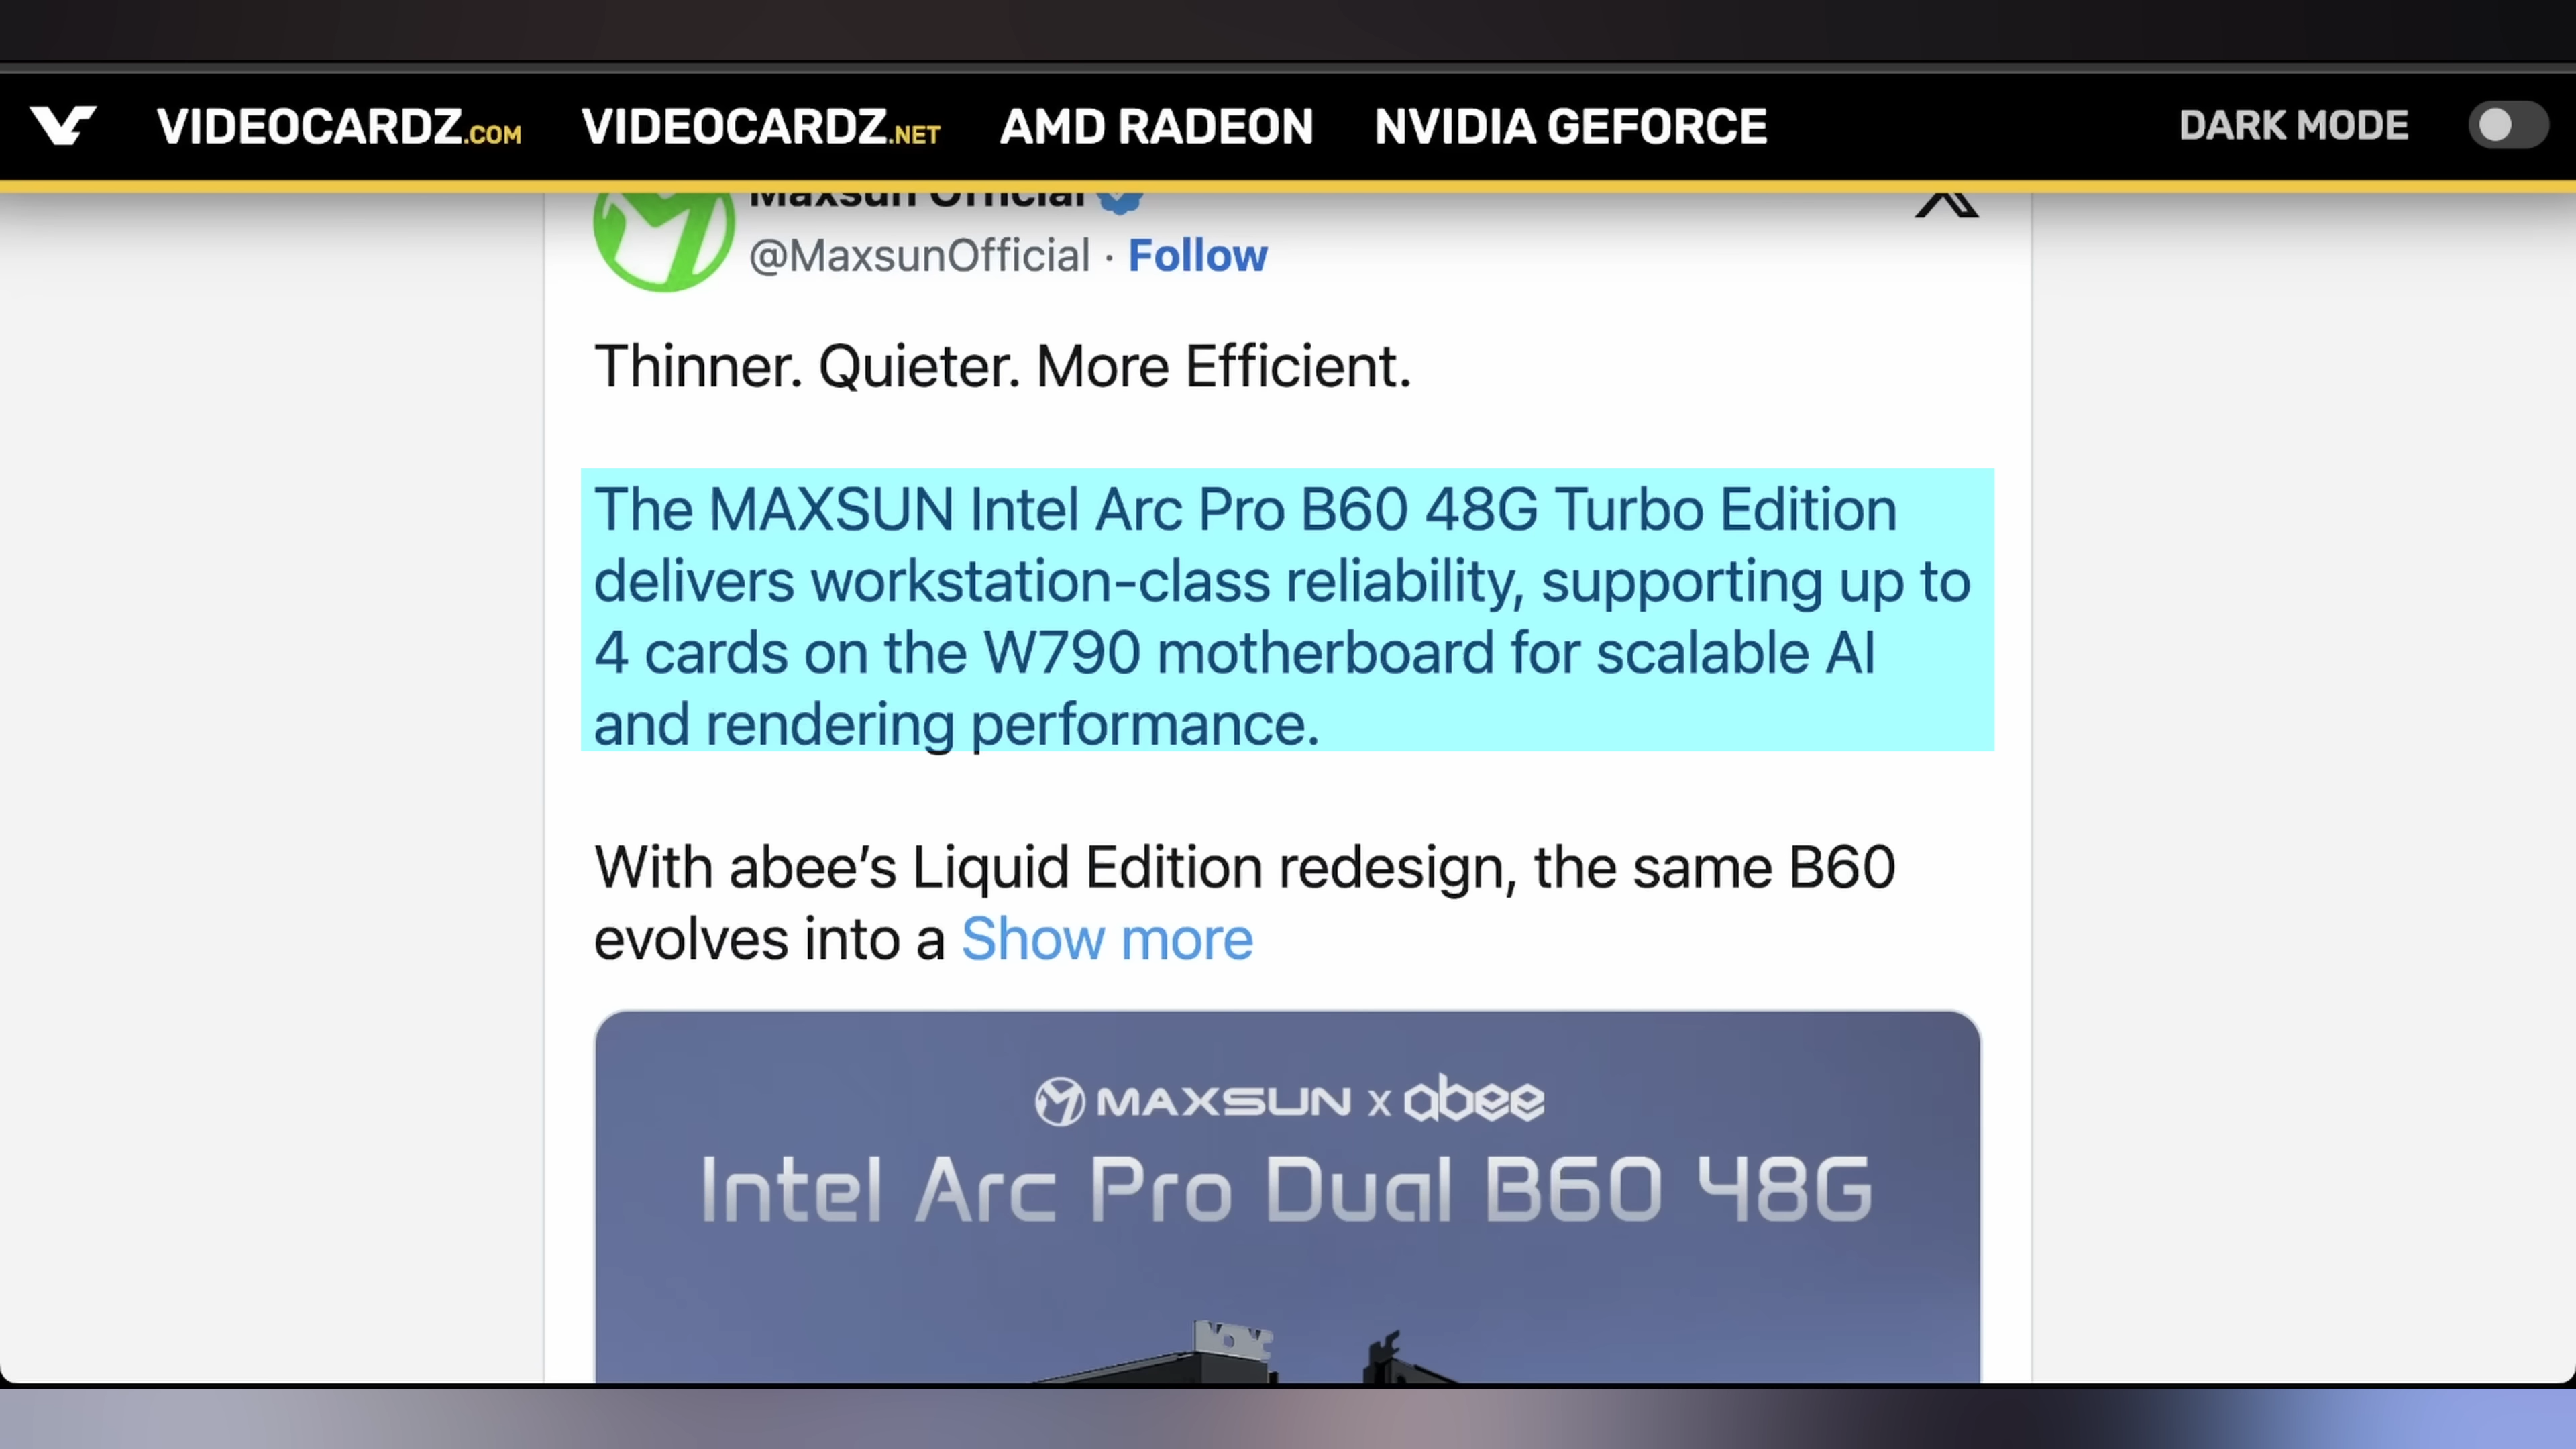 VIDEOCARDZ.COM VIDEOCARDZ.NET AMD RADEON NVIDIA GEFORCE DARK MODE
Maxsun Official
@MaxsunOfficial · Follow
Thinner. Quieter. More Efficient.
The MAXSUN Intel Arc Pro B60 48G Turbo Edition
delivers workstation-class reliability, supporting up to
4 cards on the W790 motherboard for scalable AI
and rendering performance.
With abee’s Liquid Edition redesign, the same B60
evolves into a Show more
MAXSUN x abee
Intel Arc Pro Dual B60 48G